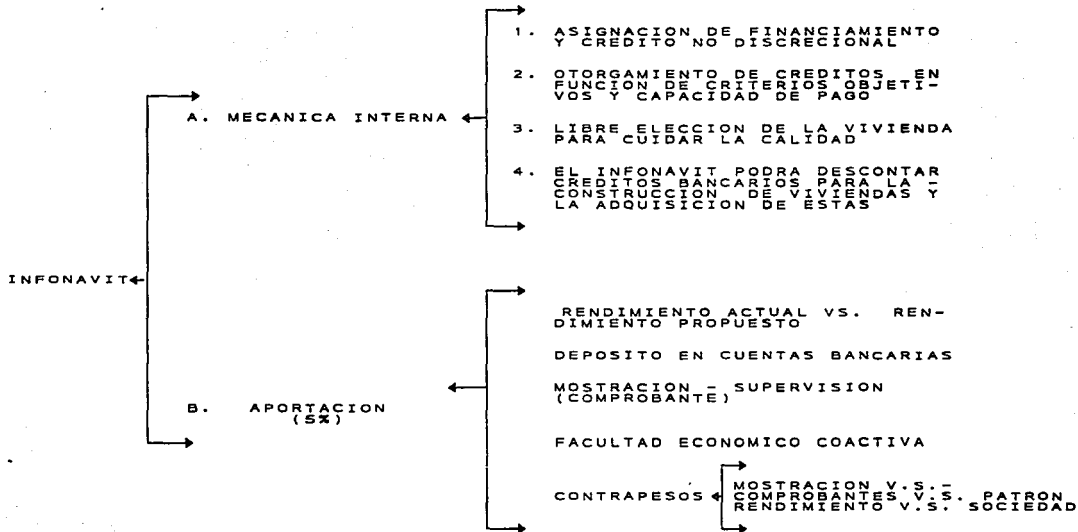 1. ASIGNACION DE FINANCIAMIENTO
Y CREDITO NO DISCRECIONAL
2. OTORGAMIENTO DE CREDITOS EN
FUNCION DE CRITERIOS OBJETI-
VOS Y CAPACIDAD DE PAGO
A. MECANICA INTERNA
3. LIBRE ELECCION DE LA VIVIENDA
PARA CUIDAR LA CALIDAD
4. EL INFONAVIT PODRA DESCONTAR
CREDITOS BANCARIOS PARA LA -
CONSTRUCCION DE VIVIENDAS Y
LA ADQUISICION DE ESTAS
INFONAVIT
RENDIMIENTO ACTUAL VS. REN-
DIMIENTO PROPUESTO
DEPOSITO EN CUENTAS BANCARIAS
MOSTRACION - SUPERVISION
(COMPROBANTE)
B. APORTACION
(5%)
FACULTAD ECONOMICO COACTIVA
CONTRAPESOS
MOSTRACION V.S.-
COMPROBANTES V.S. PATRON
RENDIMIENTO V.S. SOCIEDAD